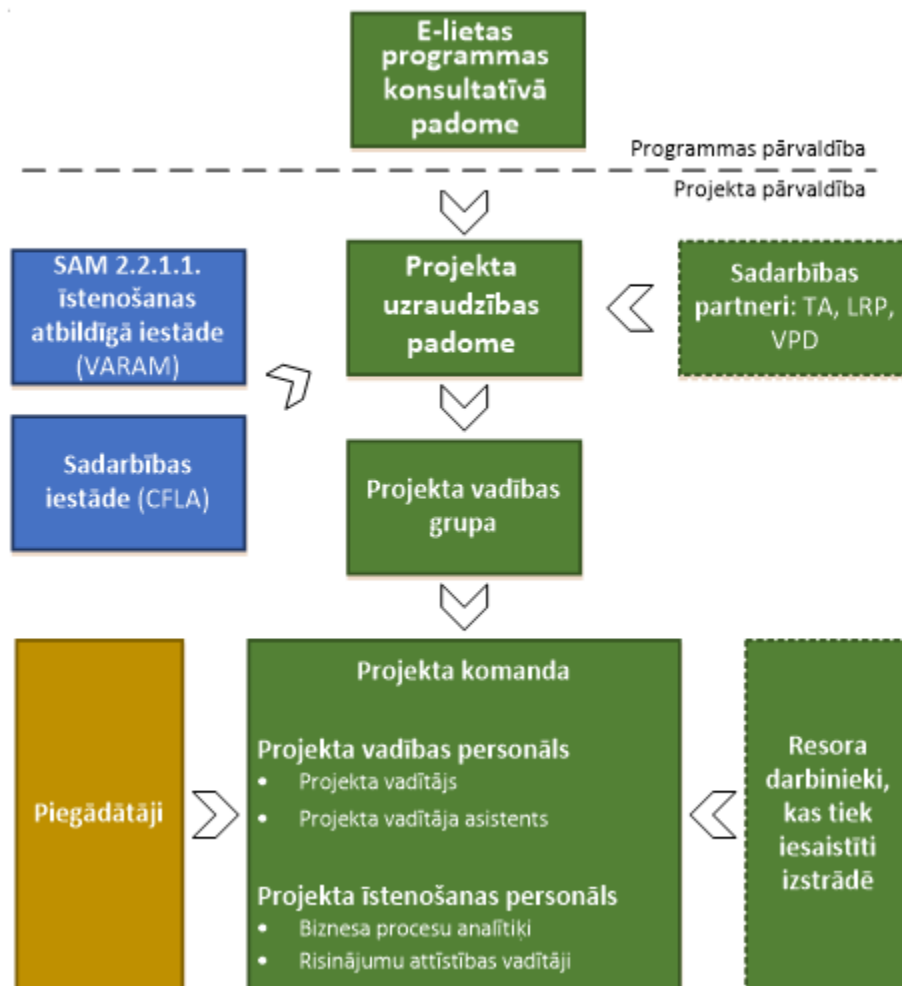 E-lietas
programmas
konsultatīvā
padome
Programmas pārvaldība
Projekta pārvaldība
SAM 2.2.1.1.
īstenošanas
atbildīgā iestāde
(VARAM)
Projekta
uzraudzības
padome
Sadarbības
partneri: TA, LRP,
VPD
Sadarbības
iestāde (CFLA)
Projekta vadības
grupa
Piegādātāji
Projekta komanda
Projekta vadības personāls
• Projekta vadītājs
• Projekta vadītāja asistents
Projekta īstenošanas personāls
• Biznesa procesu analītiķi
• Risinājumu attīstības vadītāji
Resora
darbinieki,
kas tiek
iesaistīti
izstrādē